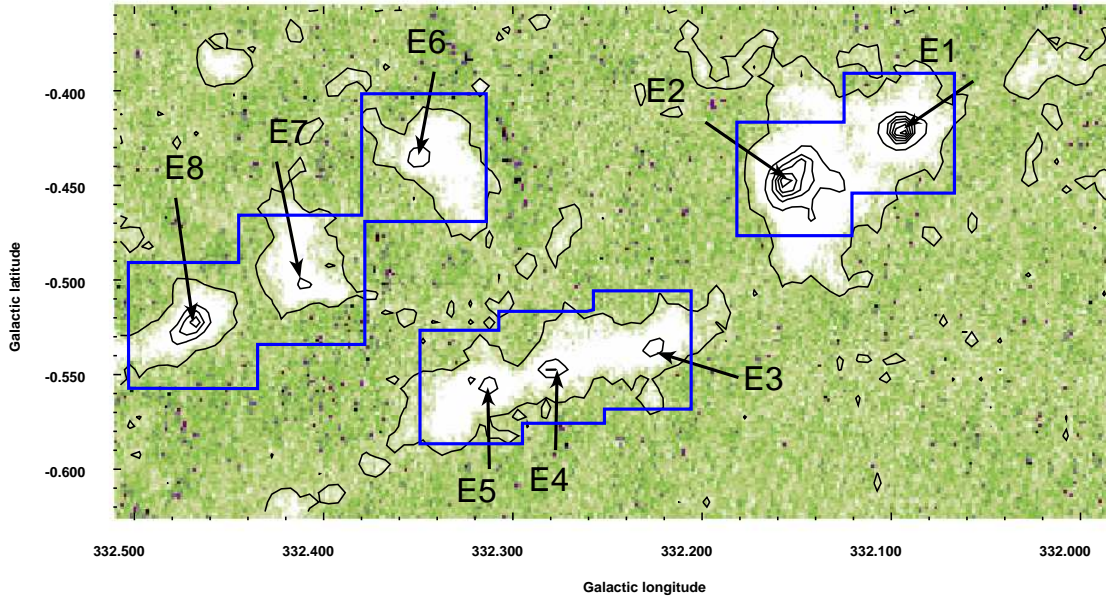 E6
E1
-0.400
E2
E7
-0.450
E8
-0.500
Galactic latitude
-0.550
E3
-0.600
E5
E4
332.500 332.400 332.300 332.200 332.100 332.000
Galactic longitude